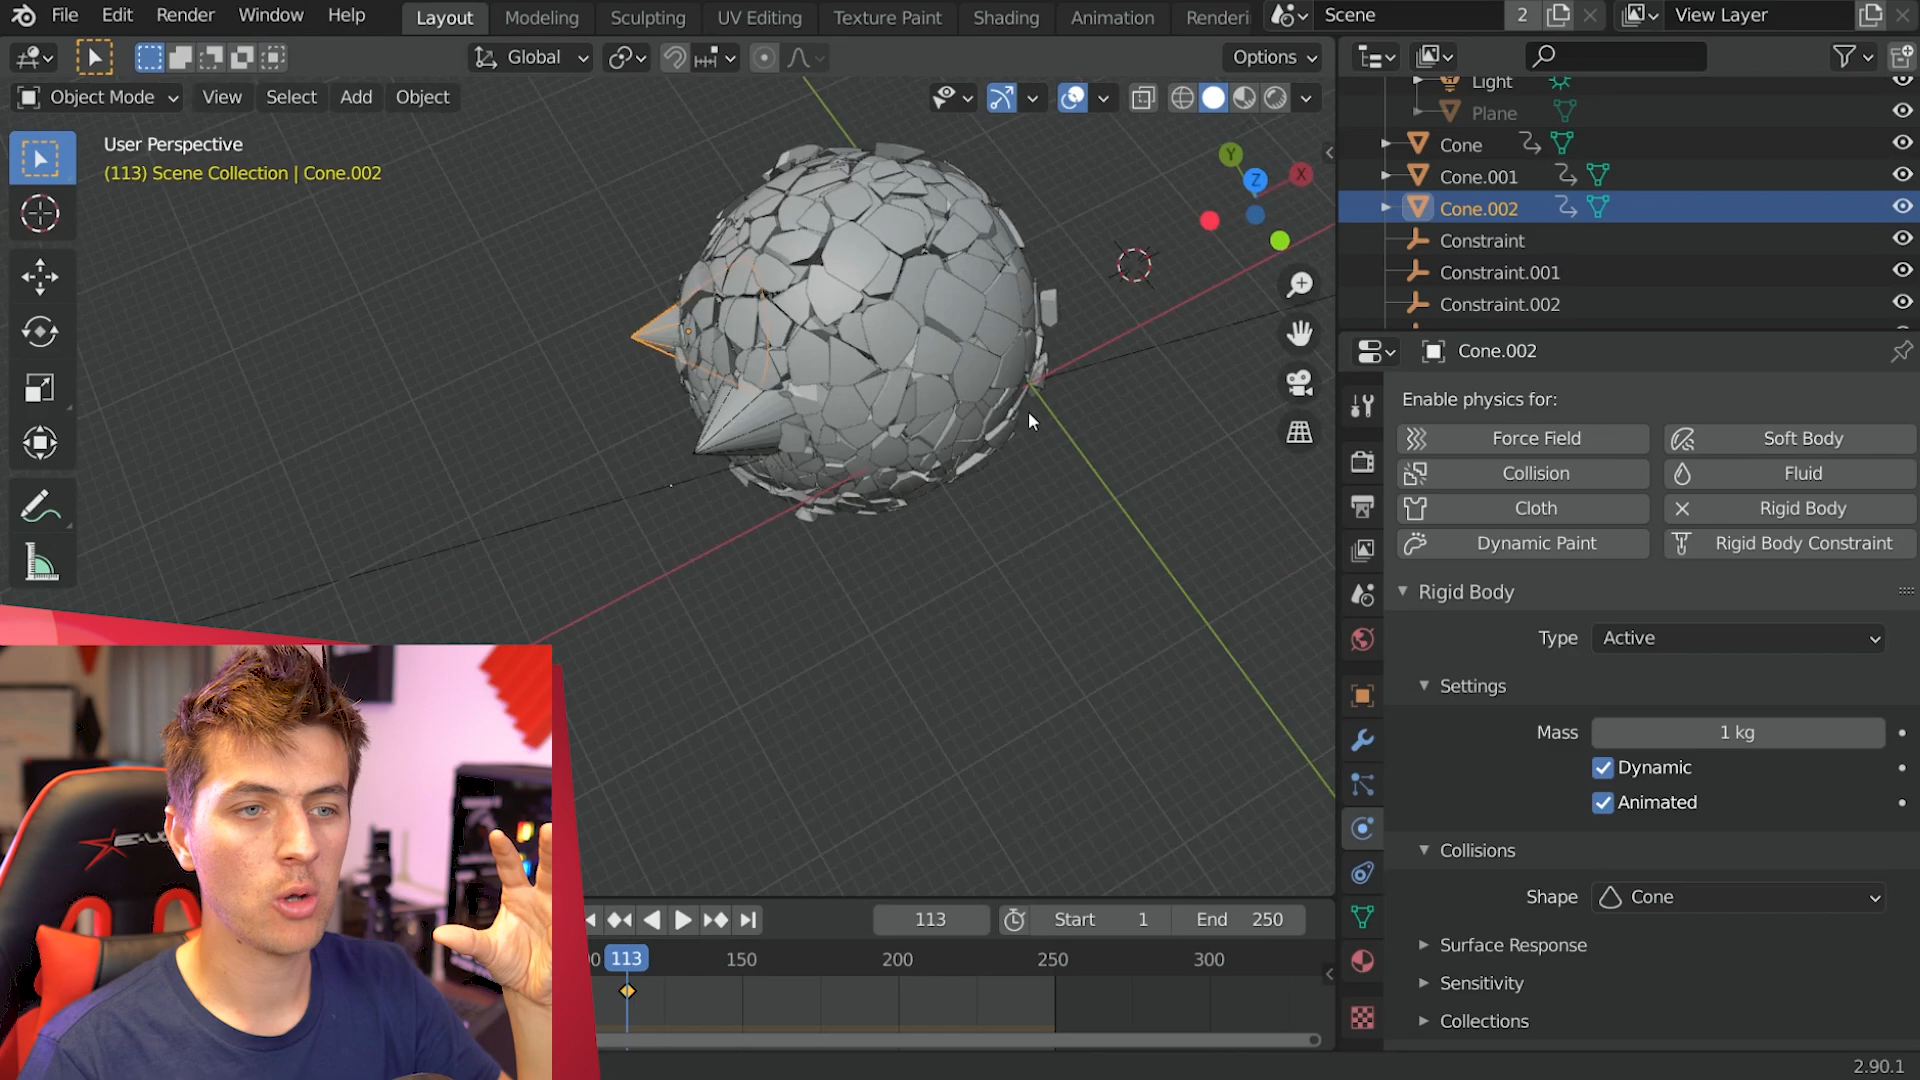 File Edit Render Window Help Layout Modeling Sculpting UV Editing Texture Paint Shading Animation Renderi Scene 2 View Layer
Global Options
Object Mode View Select Add Object
User Perspective
(113) Scene Collection | Cone.002
Y
X
Z
Light
Plane
Cone
Cone.001
Cone.002
Constraint
Constraint.001
Constraint.002
Cone.002
Enable physics for:
Force Field Soft Body
Collision Fluid
Cloth Rigid Body
Dynamic Paint Rigid Body Constraint
Rigid Body
Type Active
Settings
Mass 1 kg
Dynamic
Animated
Collisions
Shape Cone
Surface Response
Sensitivity
Collections
113 Start 1 End 250
113 150 200 250 300
2.90.1